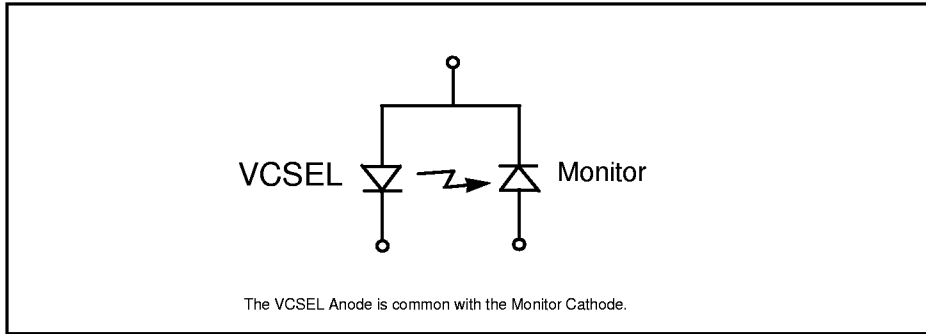 VCSEL
Monitor
The VCSEL Anode is common with the Monitor Cathode.